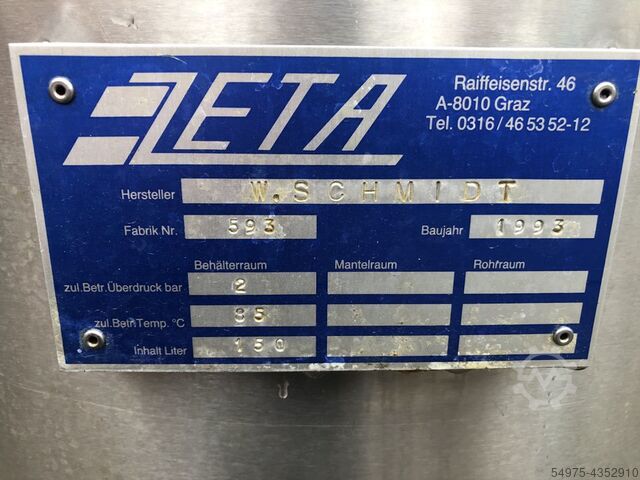 ZETA
Raiffeisenstr. 46
A-8010 Graz
Tel. 0316/46 53 52-12
Hersteller W.SCHMIDT
Fabrik Nr. 593 Baujahr 1993
Behälterraum Mantelraum Rohrraum
zul.Betr.Überdruck bar 2
zul.Betr.Temp. °C 85
Inhalt Liter 150
54975-4352910